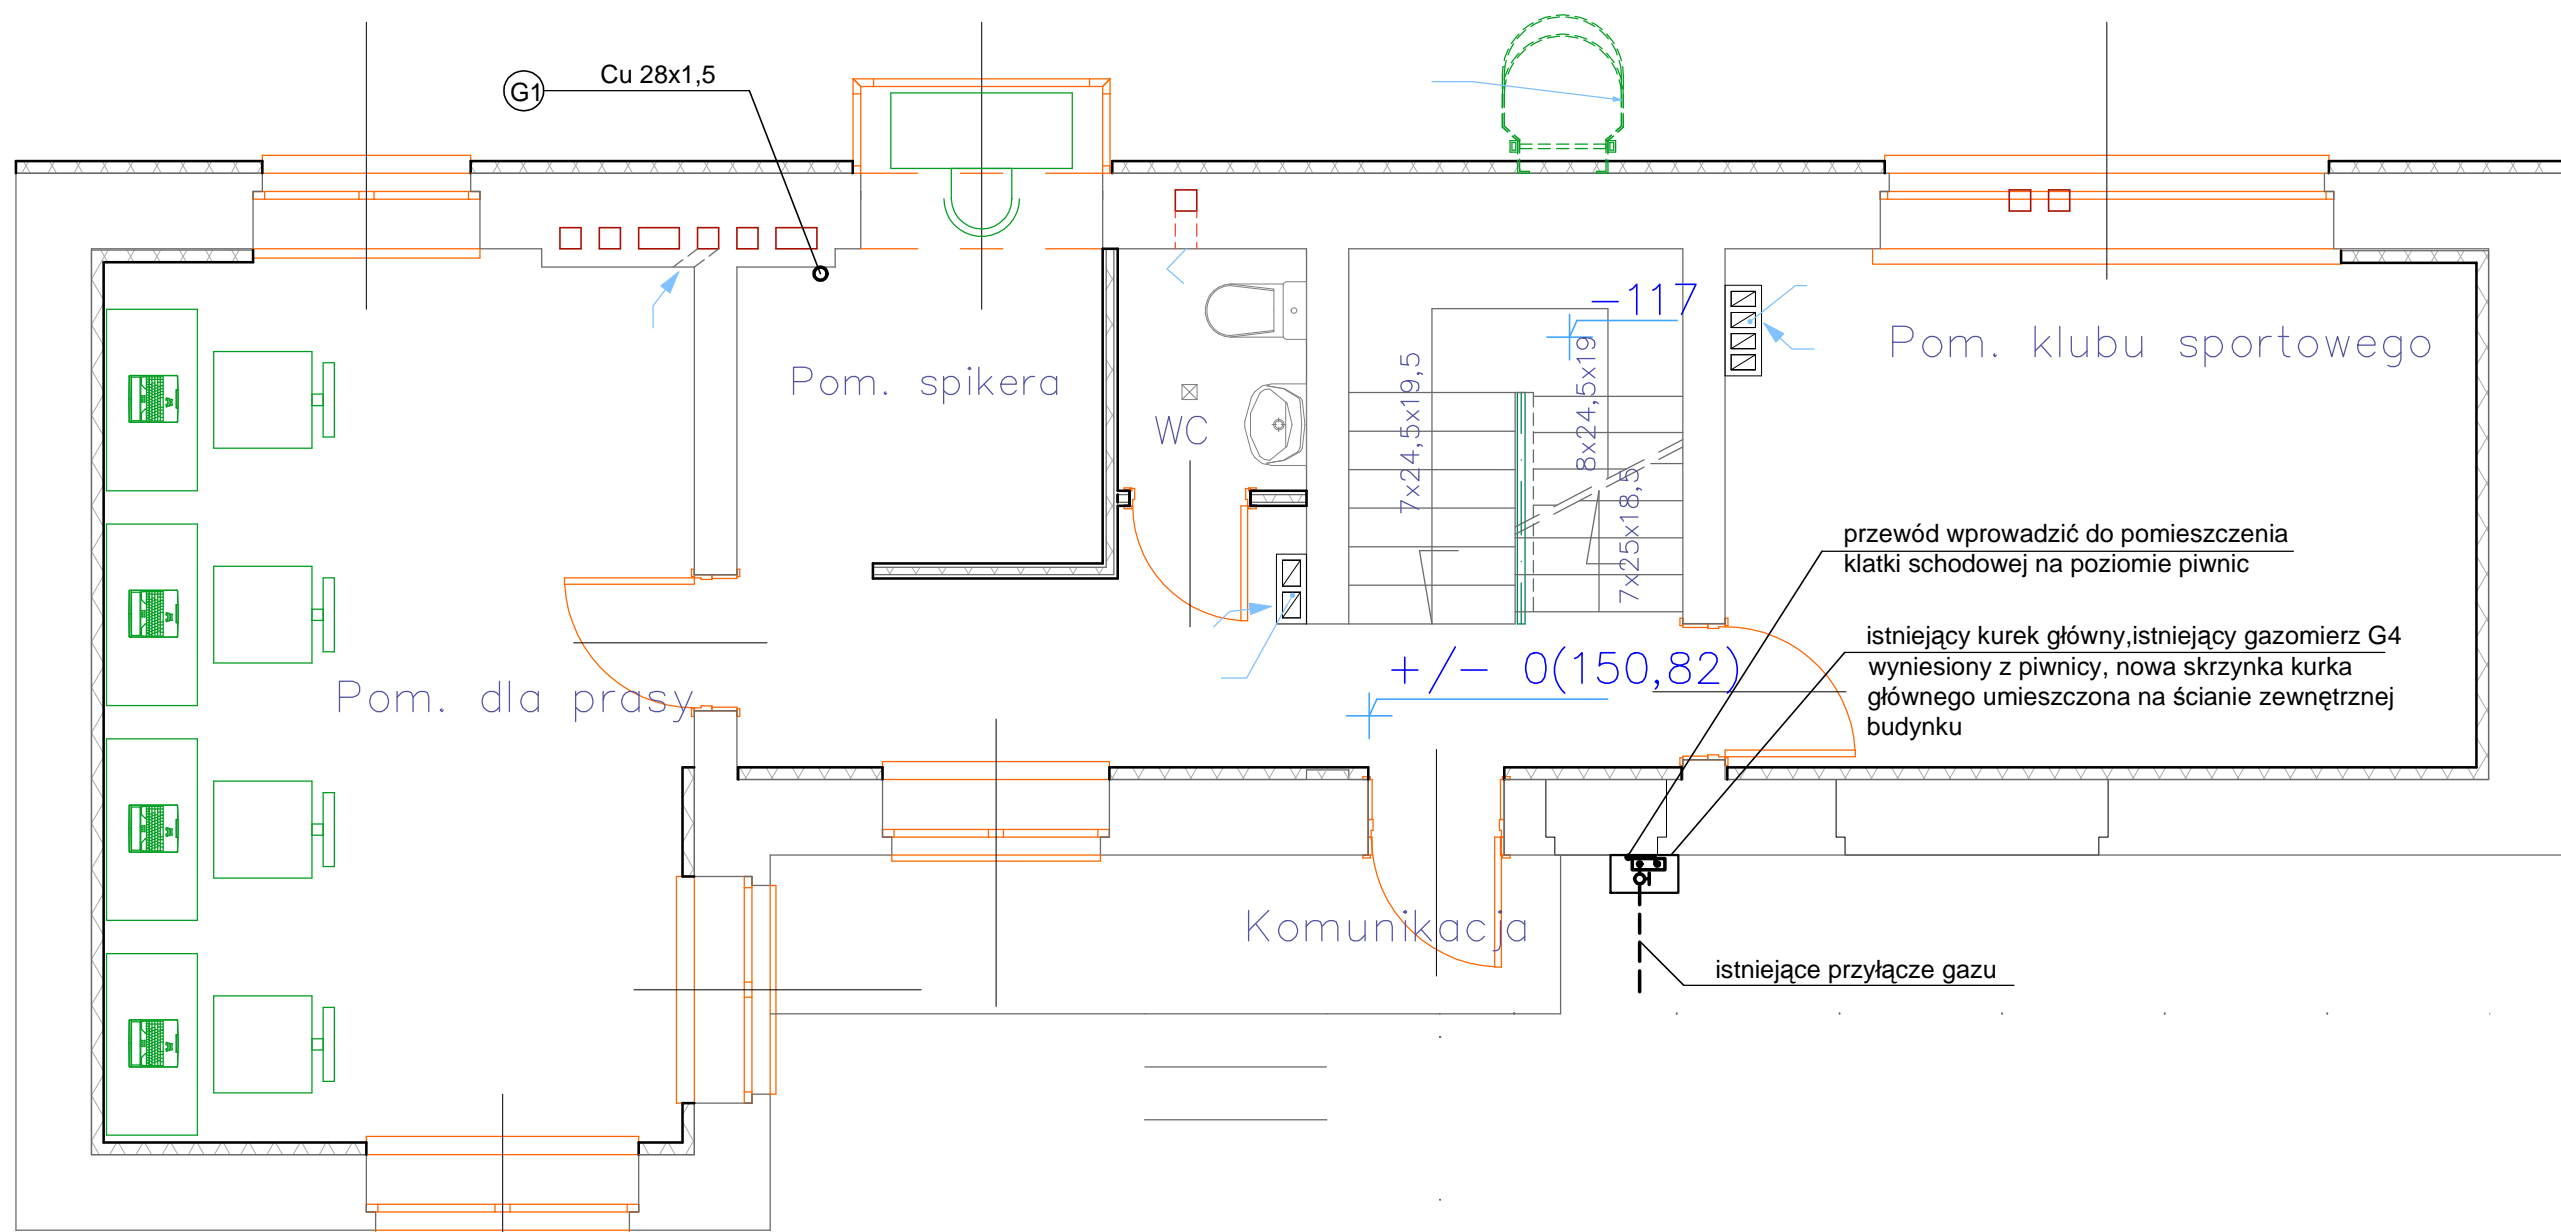 Cu 28x1,5
G1
-117
Pom. klubu sportowego
Pom. spikera
7x24,5x19,5
8x24,5x19
WC
7x25x18,5
przewód wprowadzić do pomieszczenia
klatki schodowej na poziomie piwnic
istniejący kurek główny,istniejący gazomierz G4
wyniesiony z piwnicy, nowa skrzynka kurka
głównego umieszczona na ścianie zewnętrznej
budynku
+/- 0(150,82)
Pom. dla prasy
Komunikacja
istniejące przyłącze gazu